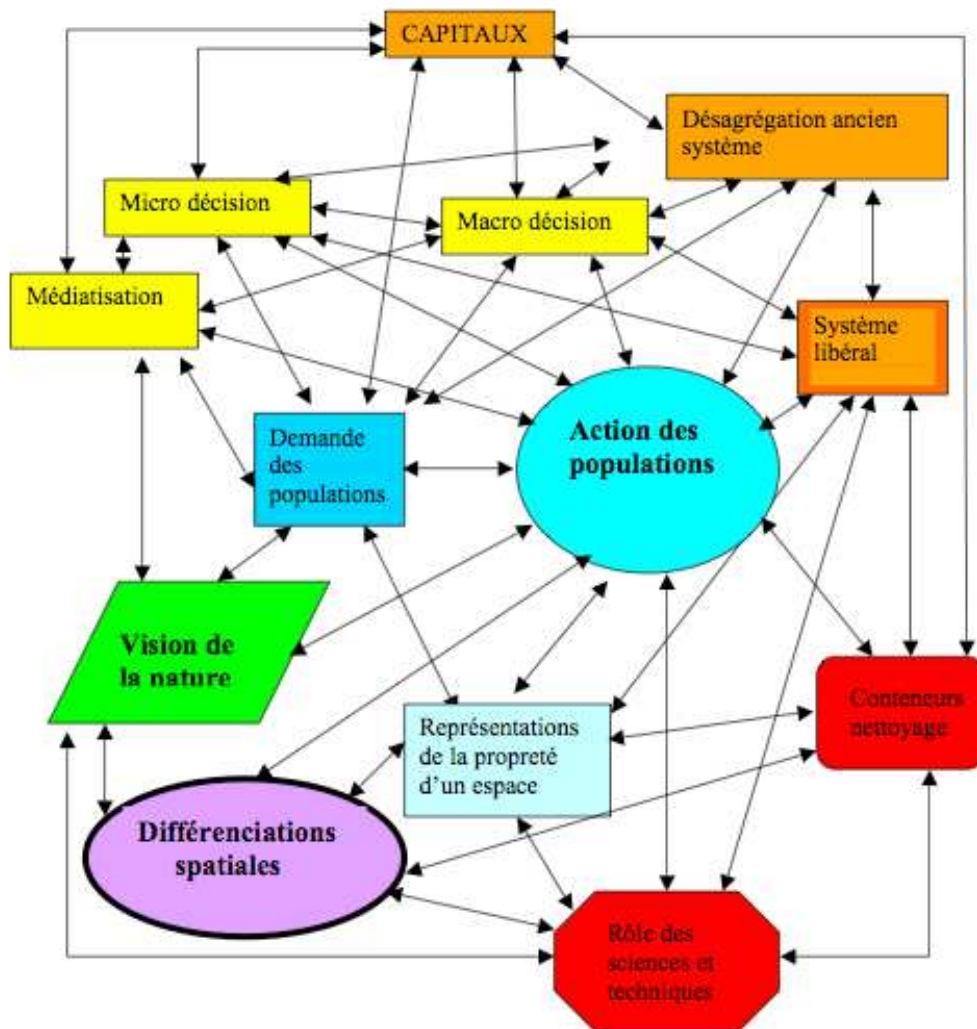 CAPITAUX
Désagrégation ancien
système
Micro décision
Macro décision
Médiatisation
Système
libéral
Demande
des
populations
Action des
populations
Vision de
la nature
Représentations
de la propreté
d'un espace
Conteneurs
nettoyage
Différenciations
spatiales
Rôle des
sciences et
techniques